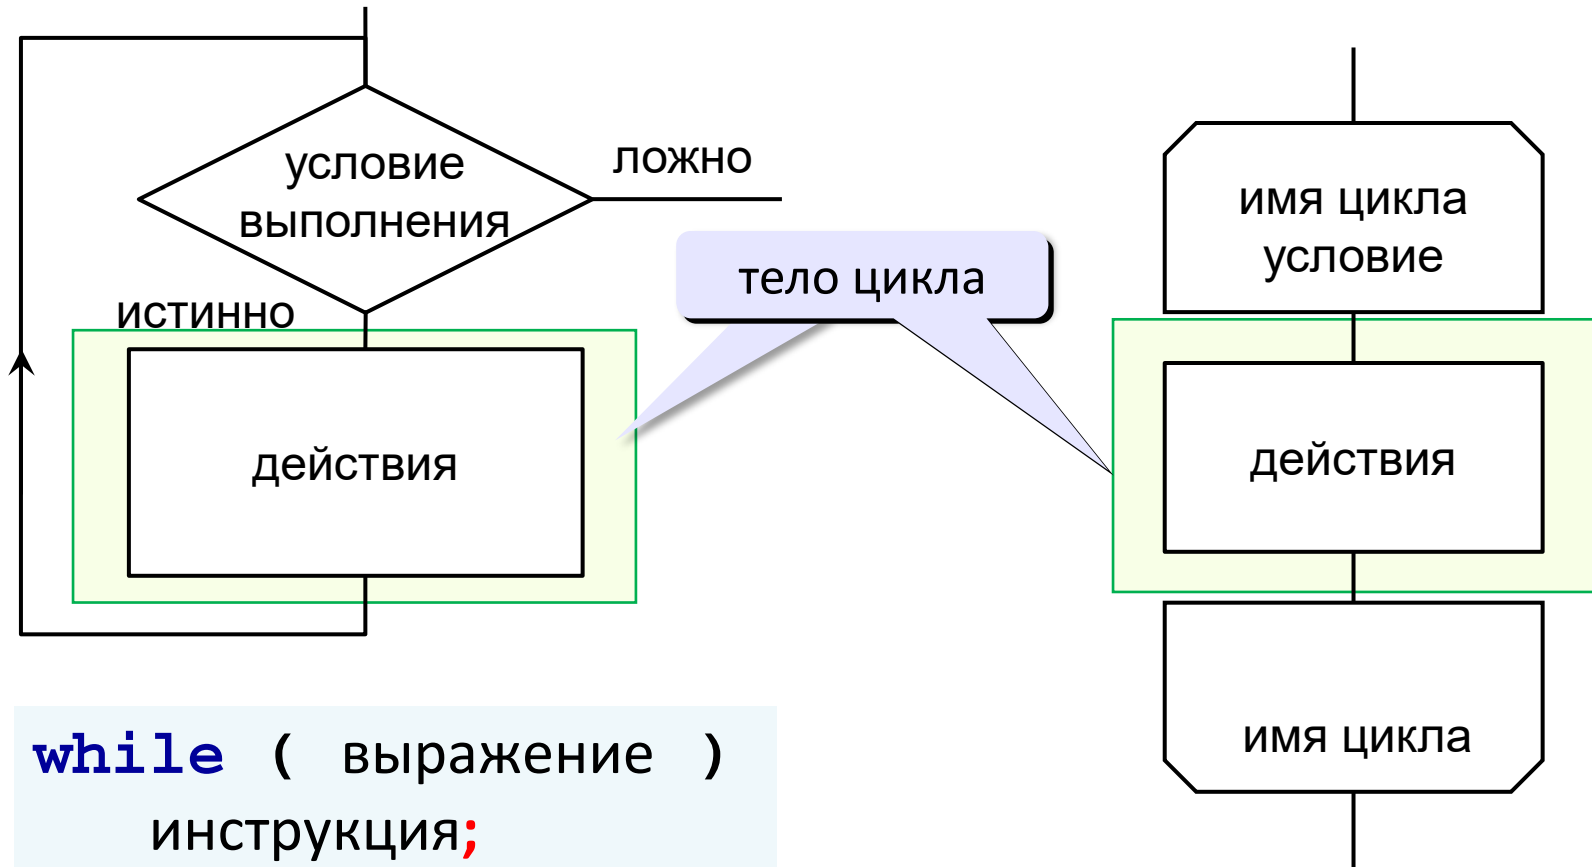 условие
выполнения
ложно
истинно
действия
тело цикла
имя цикла
условие
действия
имя цикла
while ( выражение )
инструкция;